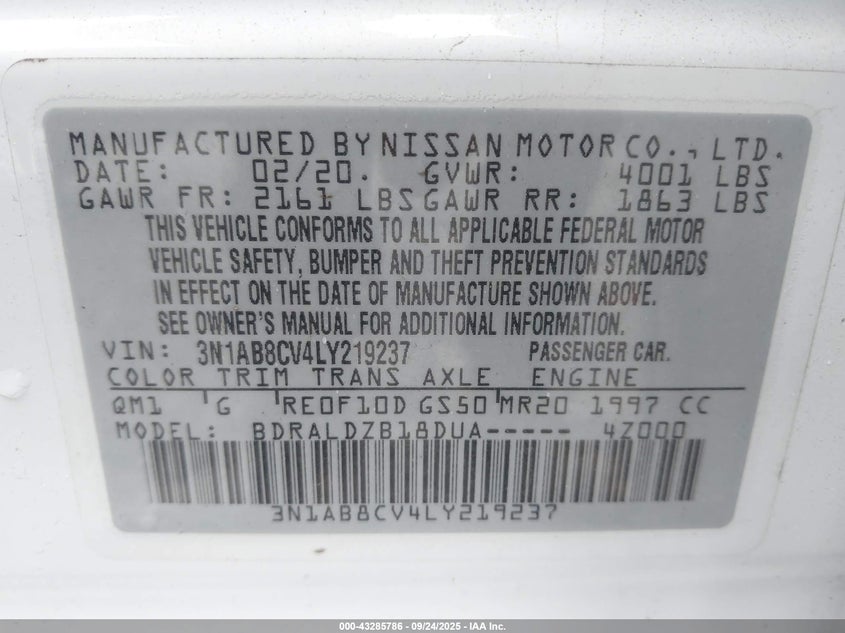 MANUFACTURED BY NISSAN MOTOR CO., LTD.
DATE: 02/20. GVWR: 4001 LBS
GAWR FR: 2161 LBS GAWR RR: 1863 LBS
THIS VEHICLE CONFORMS TO ALL APPLICABLE FEDERAL MOTOR
VEHICLE SAFETY, BUMPER AND THEFT PREVENTION STANDARDS
IN EFFECT ON THE DATE OF MANUFACTURE SHOWN ABOVE.
SEE OWNER'S MANUAL FOR ADDITIONAL INFORMATION.
VIN: 3N1AB8CV4LY219237 PASSENGER CAR.
COLOR TRIM TRANS AXLE ENGINE
QM1 'G 'RE0F10D GS50'MR20 1997 CC
MODEL: BDRALDZB18DUA----- 4Z000
3N1AB8CV4LY219237
000-43285786 - 09/24/2025 - IAA Inc.